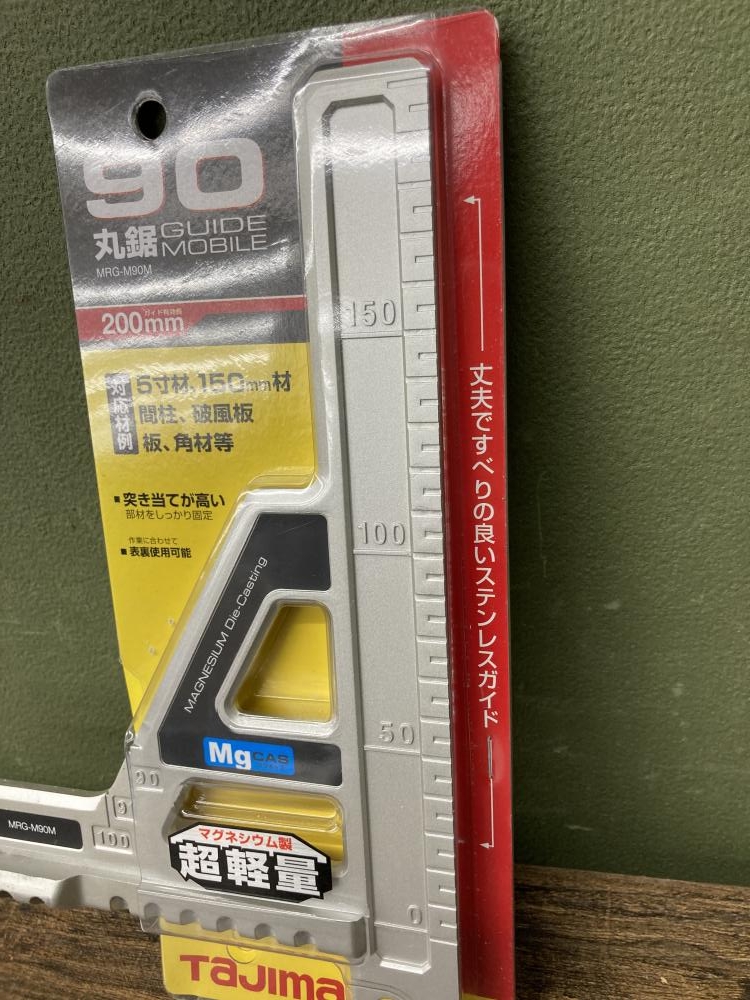 90
丸鋸 GUIDE MOBILE
MRG-M90M
ガイド有効長
200mm
対応材例
5寸材、150mm材
間柱、破風板
板、角材等
突き当てが高い
部材をしっかり固定
作業に合わせて
表裏使用可能
丈夫ですべりの良いステンレスガイド
150
100
50
0
MAGNESIUM Die-Casting
Mg CAS
90
9
100
MRG-M90M
マグネシウム製
超軽量
TaJima